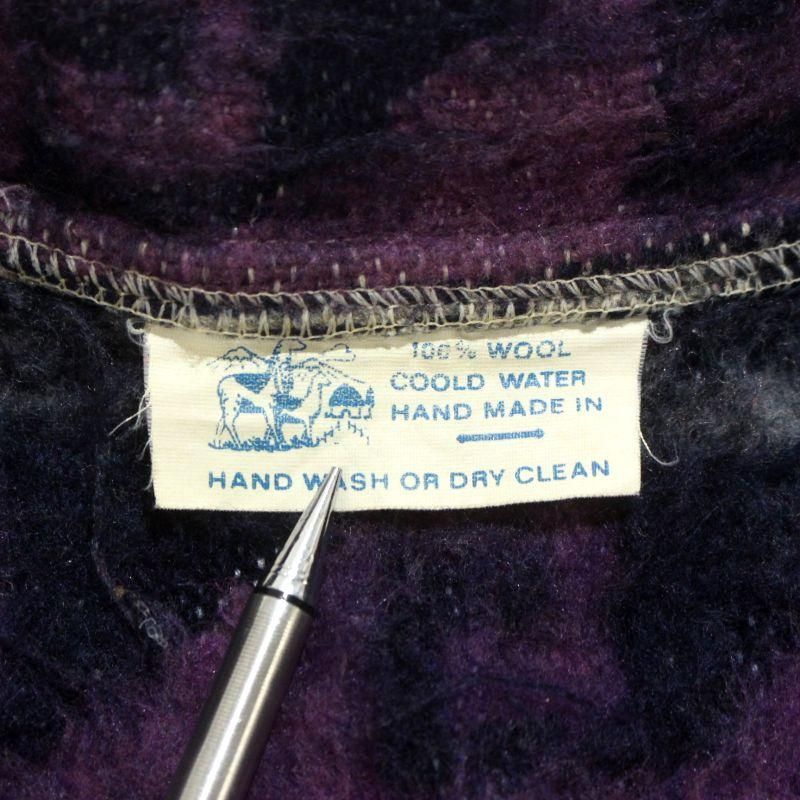 100% WOOL
COOLD WATER
HAND MADE IN
HAND WASH OR DRY CLEAN